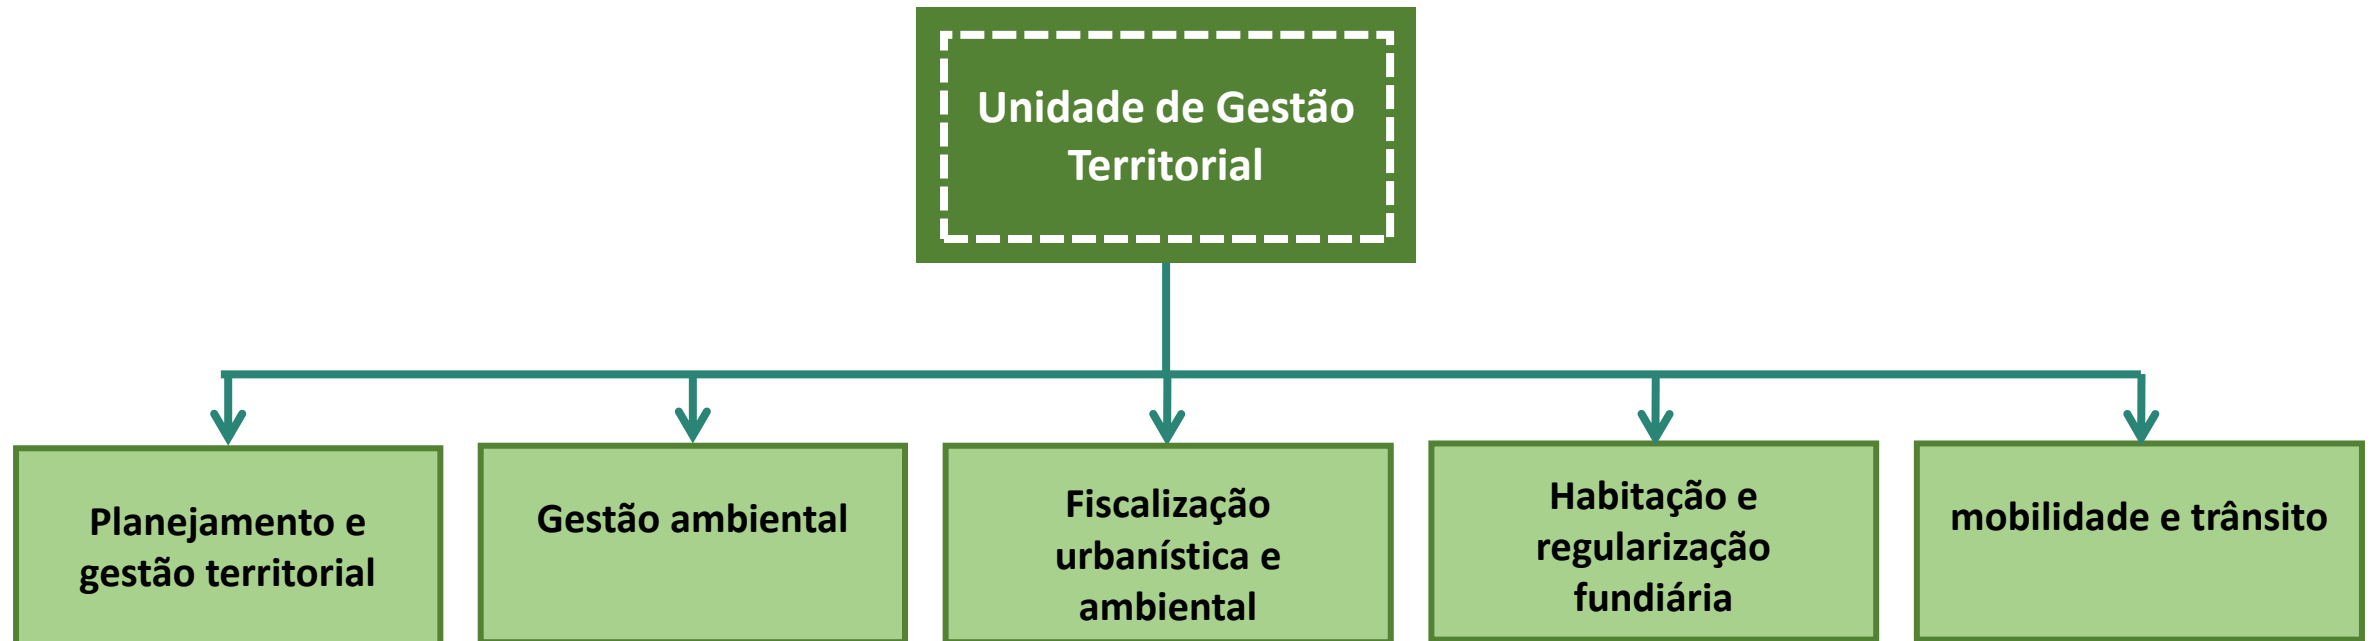 Unidade de Gestão
Territorial
Planejamento e
gestão territorial
Gestão ambiental
Fiscalização
urbanística e
ambiental
Habitação e
regularização
fundiária
mobilidade e trânsito